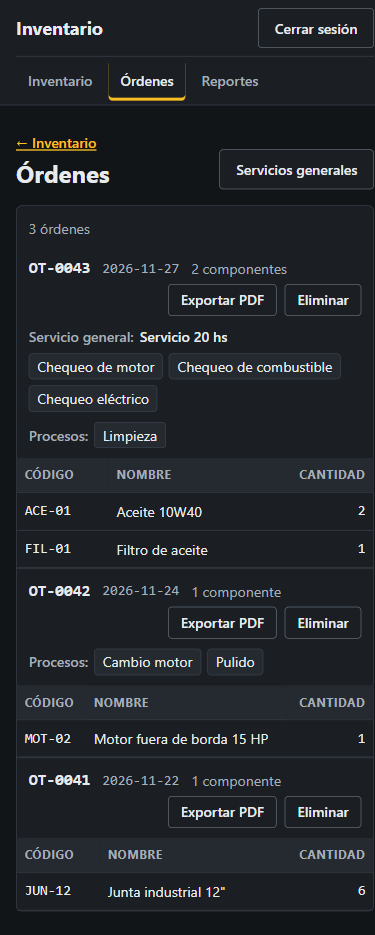 Inventario
Cerrar sesión
Inventario Órdenes Reportes
← Inventario
Órdenes
Servicios generales
3 órdenes
OT-0043 2026-11-27 2 componentes
Exportar PDF Eliminar
Servicio general: Servicio 20 hs
Chequeo de motor Chequeo de combustible
Chequeo eléctrico
Procesos: Limpieza
CÓDIGO NOMBRE CANTIDAD
ACE-01 Aceite 10W40 2
FIL-01 Filtro de aceite 1
OT-0042 2026-11-24 1 componente
Exportar PDF Eliminar
Procesos: Cambio motor Pulido
CÓDIGO NOMBRE CANTIDAD
MOT-02 Motor fuera de borda 15 HP 1
OT-0041 2026-11-22 1 componente
Exportar PDF Eliminar
CÓDIGO NOMBRE CANTIDAD
JUN-12 Junta industrial 12" 6